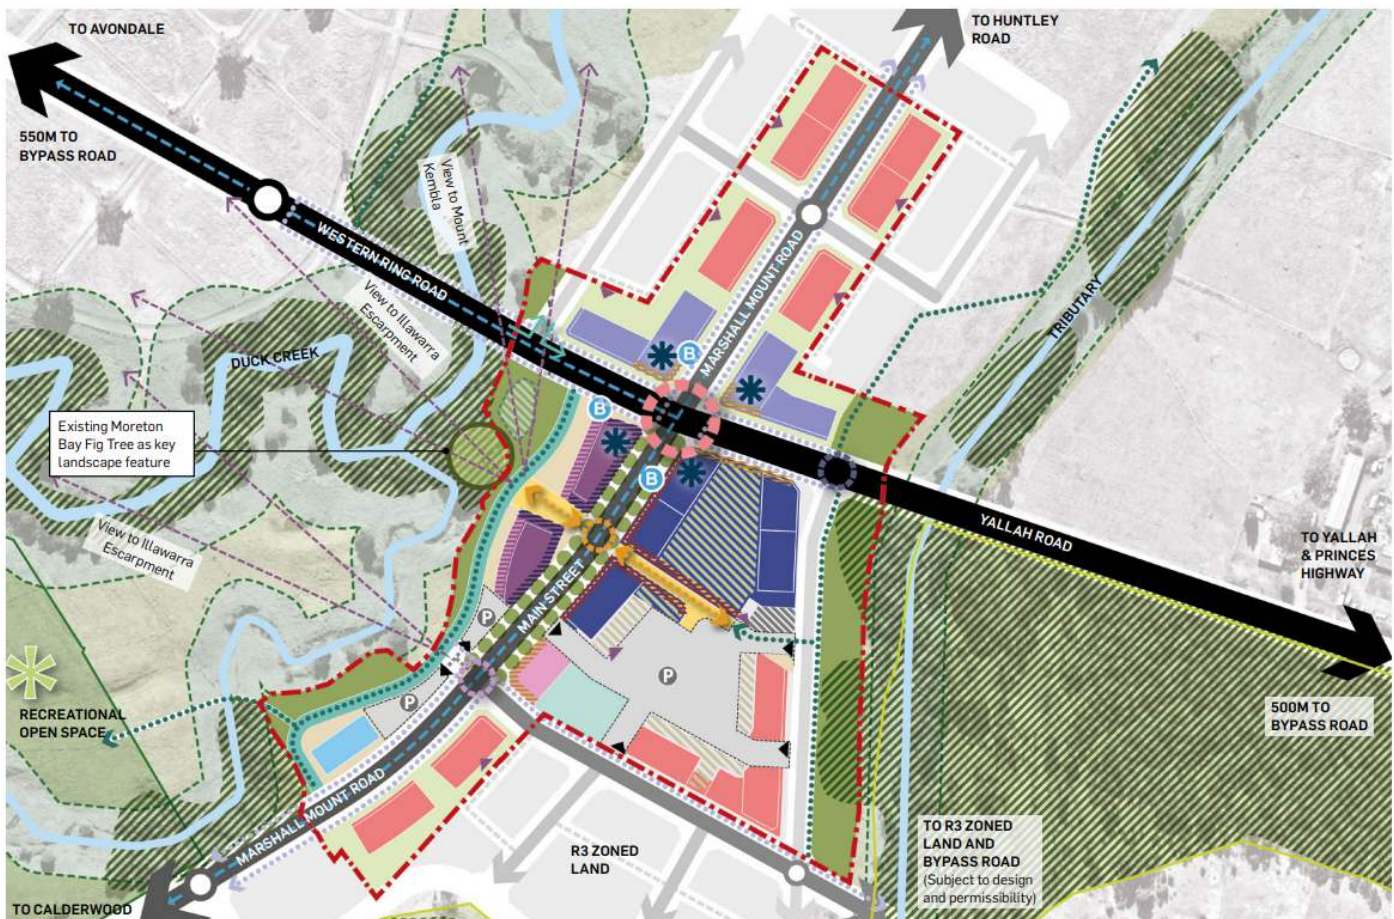 TO AVONDALE
TO HUNTLEY
ROAD
550M TO
BYPASS ROAD
View to Mount
Kembla
WESTERN RING ROAD
View to Illawarra
Escarpment
MARSHALL MOUNT ROAD
TRIBUTARY
DUCK CREEK
B
B
B
Existing Moreton
Bay Fig Tree as key
landscape feature
View to Illawarra
Escarpment
YALLAH ROAD
TO YALLAH
& PRINCES
HIGHWAY
MAIN STREET
P
P
P
RECREATIONAL
OPEN SPACE
500M TO
BYPASS ROAD
MARSHALL MOUNT ROAD
R3 ZONED
LAND
TO R3 ZONED
LAND AND
BYPASS ROAD
(Subject to design
and permissibility)
TO CALDERWOOD